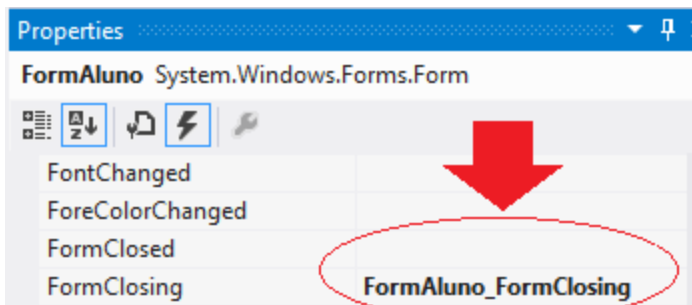 Properties
FormAluno System.Windows.Forms.Form
FontChanged
ForeColorChanged
FormClosed
FormClosing FormAluno_FormClosing